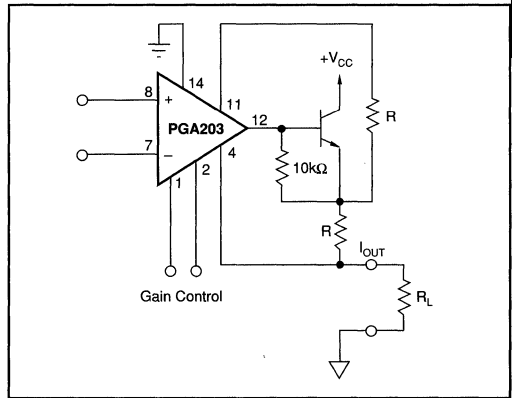 +V_CC
14
8
+
11
PGA203
12
R
7
−
4
10kΩ
1
2
R
I_OUT
Gain Control
R_L